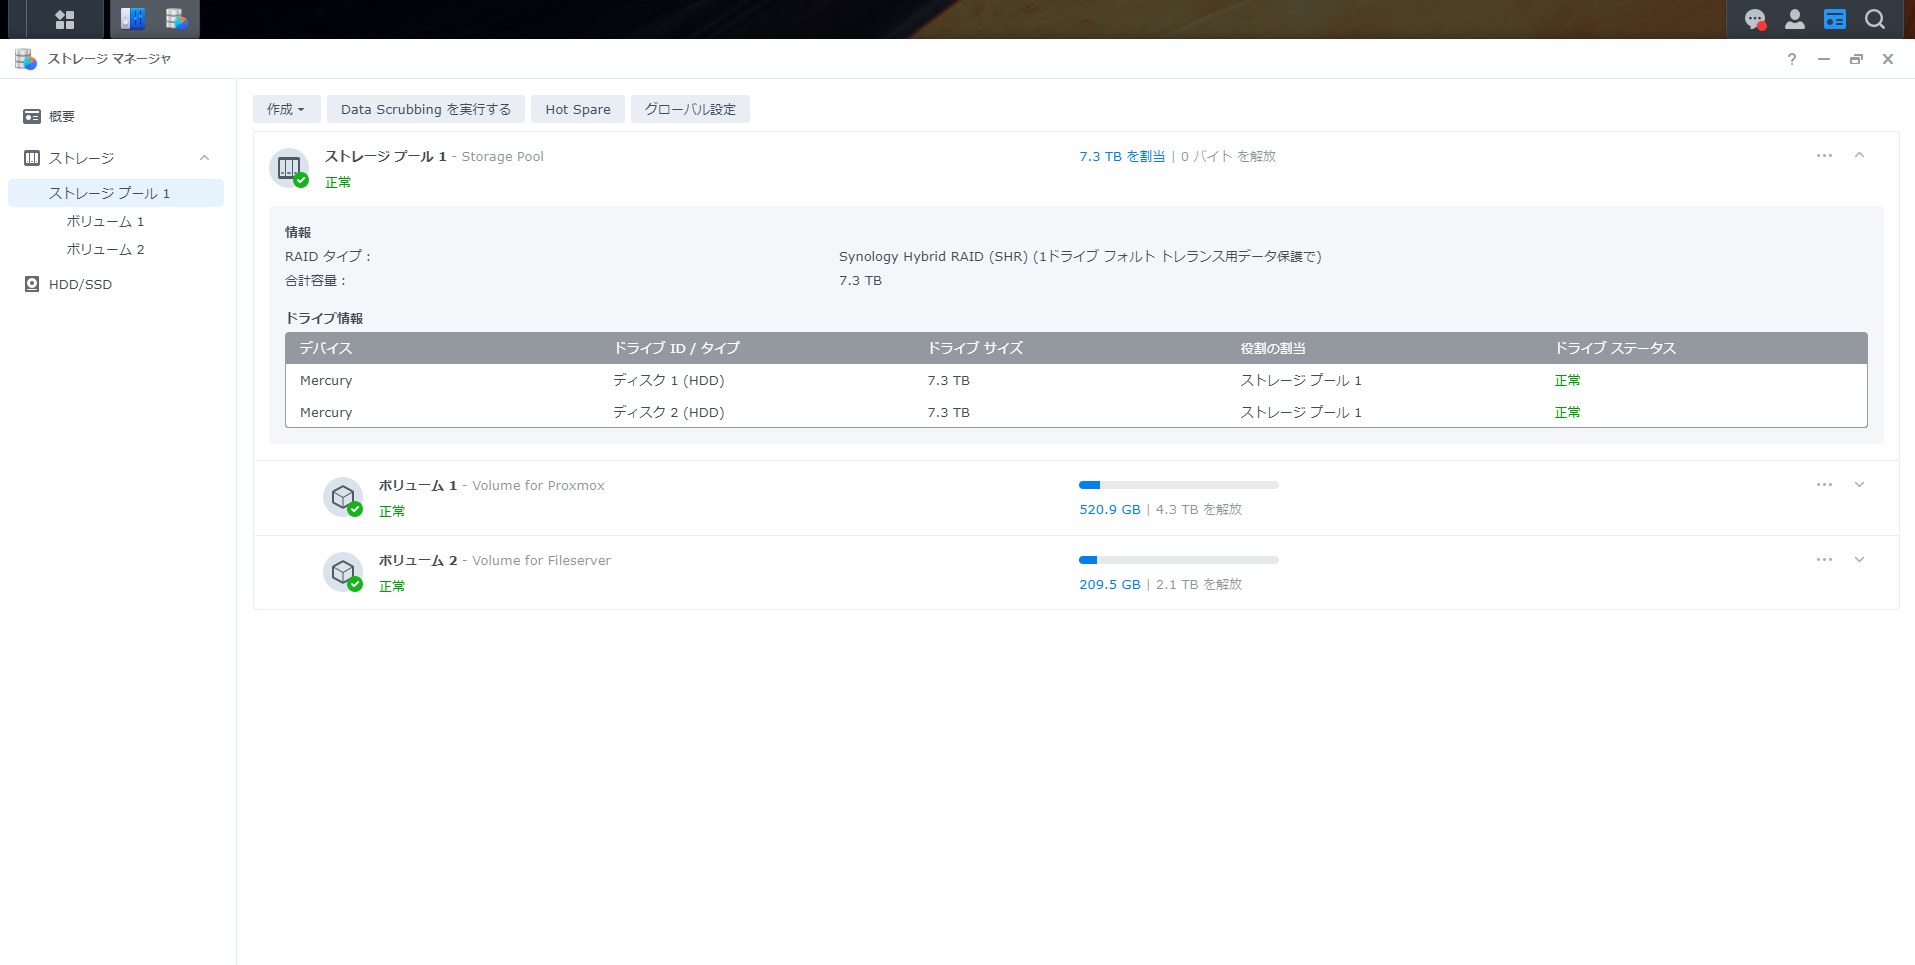 ストレージ マネージャ
概要
ストレージ
ストレージ プール 1
ボリューム 1
ボリューム 2
HDD/SSD
作成
Data Scrubbing を実行する
Hot Spare
グローバル設定
ストレージ プール 1 - Storage Pool
7.3 TB を割当 | 0 バイト を解放
正常
情報
RAID タイプ :
Synology Hybrid RAID (SHR) (1ドライブ フォルト トレランス用データ保護で)
合計容量 :
7.3 TB
ドライブ情報
デバイス ドライブ ID / タイプ ドライブ サイズ 役割の割当 ドライブ ステータス
Mercury ディスク 1 (HDD) 7.3 TB ストレージ プール 1 正常
Mercury ディスク 2 (HDD) 7.3 TB ストレージ プール 1 正常
ボリューム 1 - Volume for Proxmox
正常
520.9 GB | 4.3 TB を解放
ボリューム 2 - Volume for Fileserver
正常
209.5 GB | 2.1 TB を解放